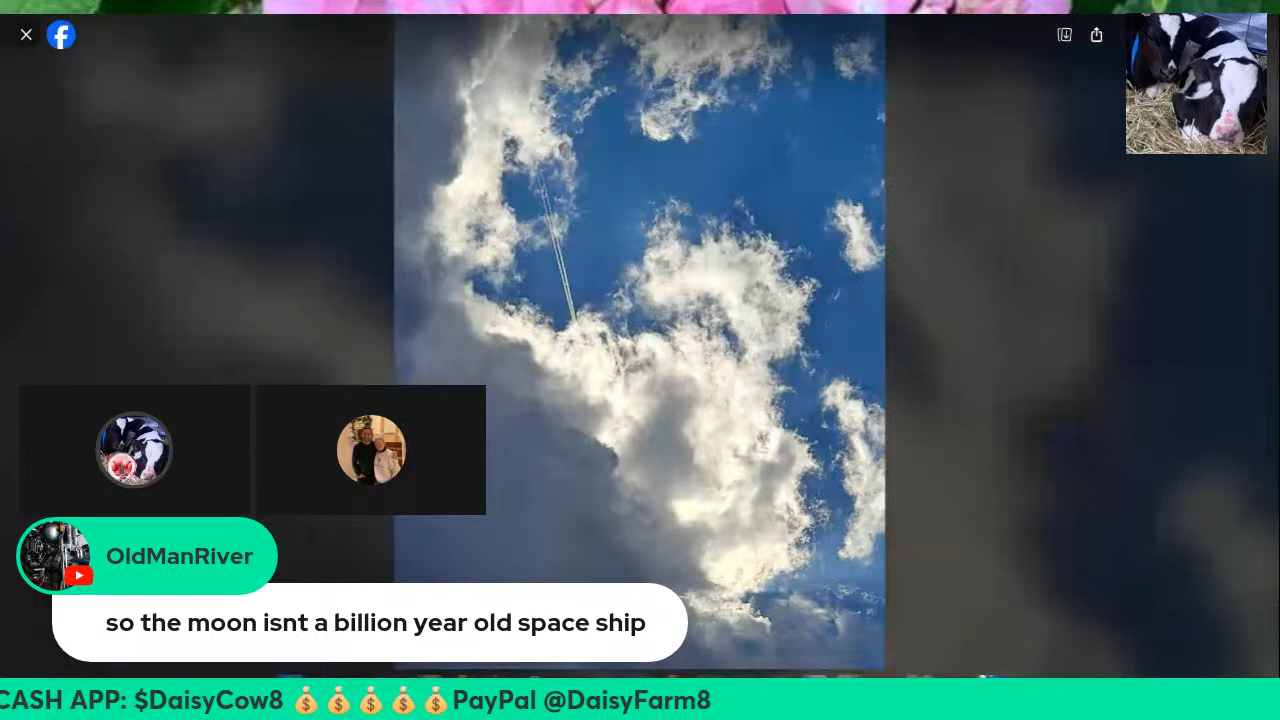 OldManRiver
so the moon isnt a billion year old space ship
CASH APP: $DaisyCow8 💰💰💰💰💰PayPal @DaisyFarm8